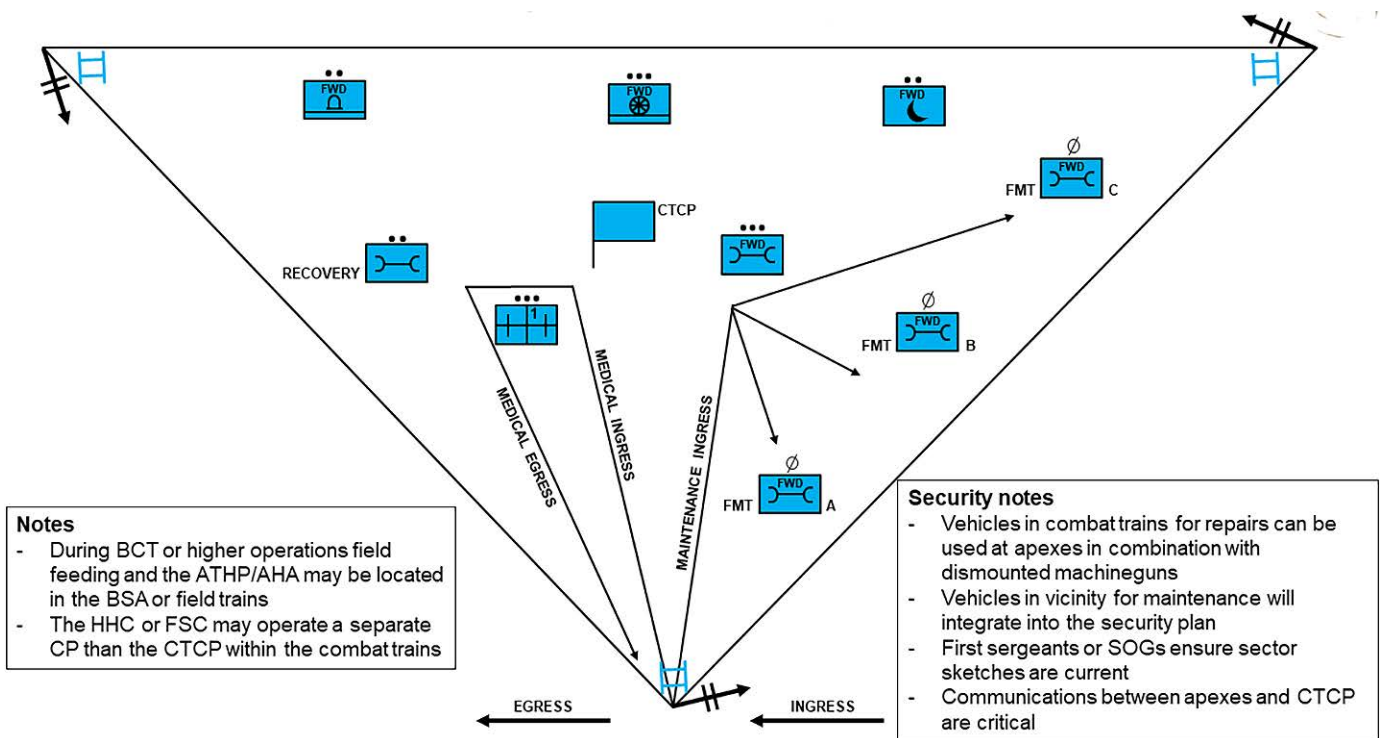 FWD
FWD
FWD
FWD
FMT
C
CTCP
FWD
RECOVERY
1
FWD
FMT
B
MEDICAL EGRESS
MEDICAL INGRESS
MAINTENANCE INGRESS
FWD
FMT
A
Notes
- During BCT or higher operations field
feeding and the ATHP/AHA may be located
in the BSA or field trains
- The HHC or FSC may operate a separate
CP than the CTCP within the combat trains
Security notes
- Vehicles in combat trains for repairs can be
used at apexes in combination with
dismounted machineguns
- Vehicles in vicinity for maintenance will
integrate into the security plan
- First sergeants or SOGs ensure sector
sketches are current
- Communications between apexes and CTCP
are critical
EGRESS
INGRESS